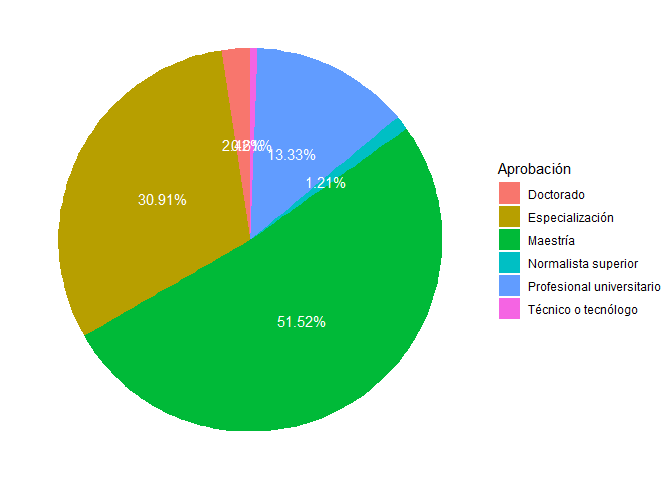 13.33%
1.21%
30.91%
51.52%
Aprobación
Doctorado
Especialización
Maestría
Normalista superior
Profesional universitario
Técnico o tecnólogo